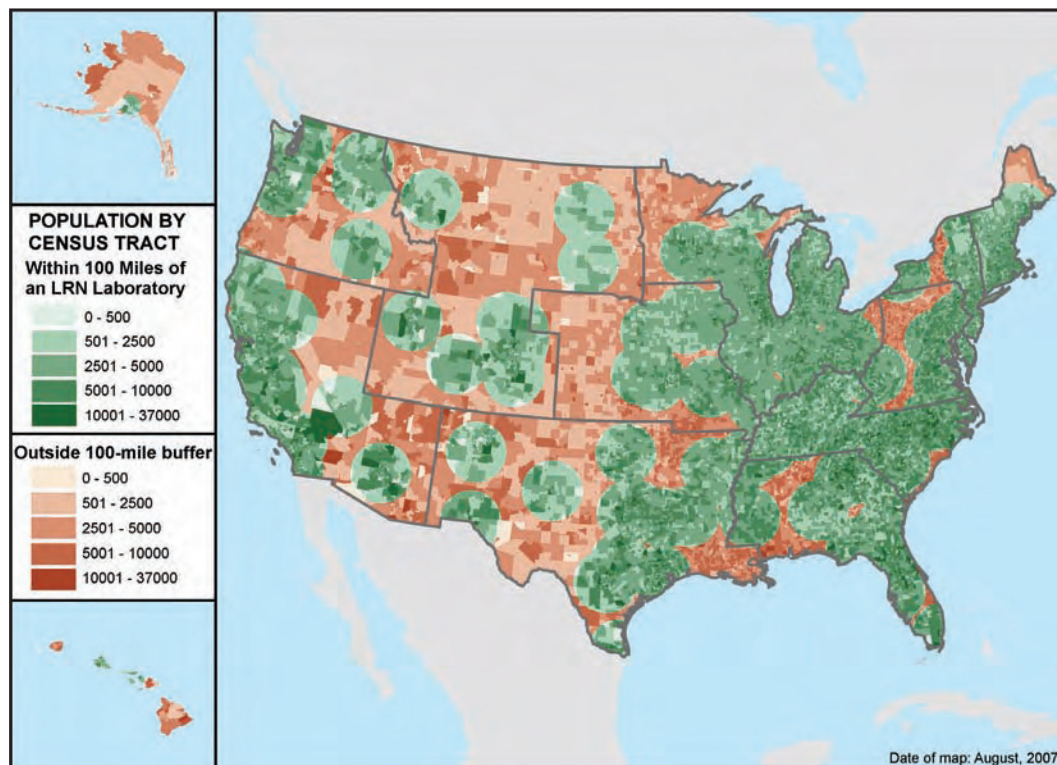 POPULATION BY
CENSUS TRACT
Within 100 Miles of
an LRN Laboratory
0 - 500
501 - 2500
2501 - 5000
5001 - 10000
10001 - 37000
Outside 100-mile buffer
0 - 500
501 - 2500
2501 - 5000
5001 - 10000
10001 - 37000
Date of map: August, 2007